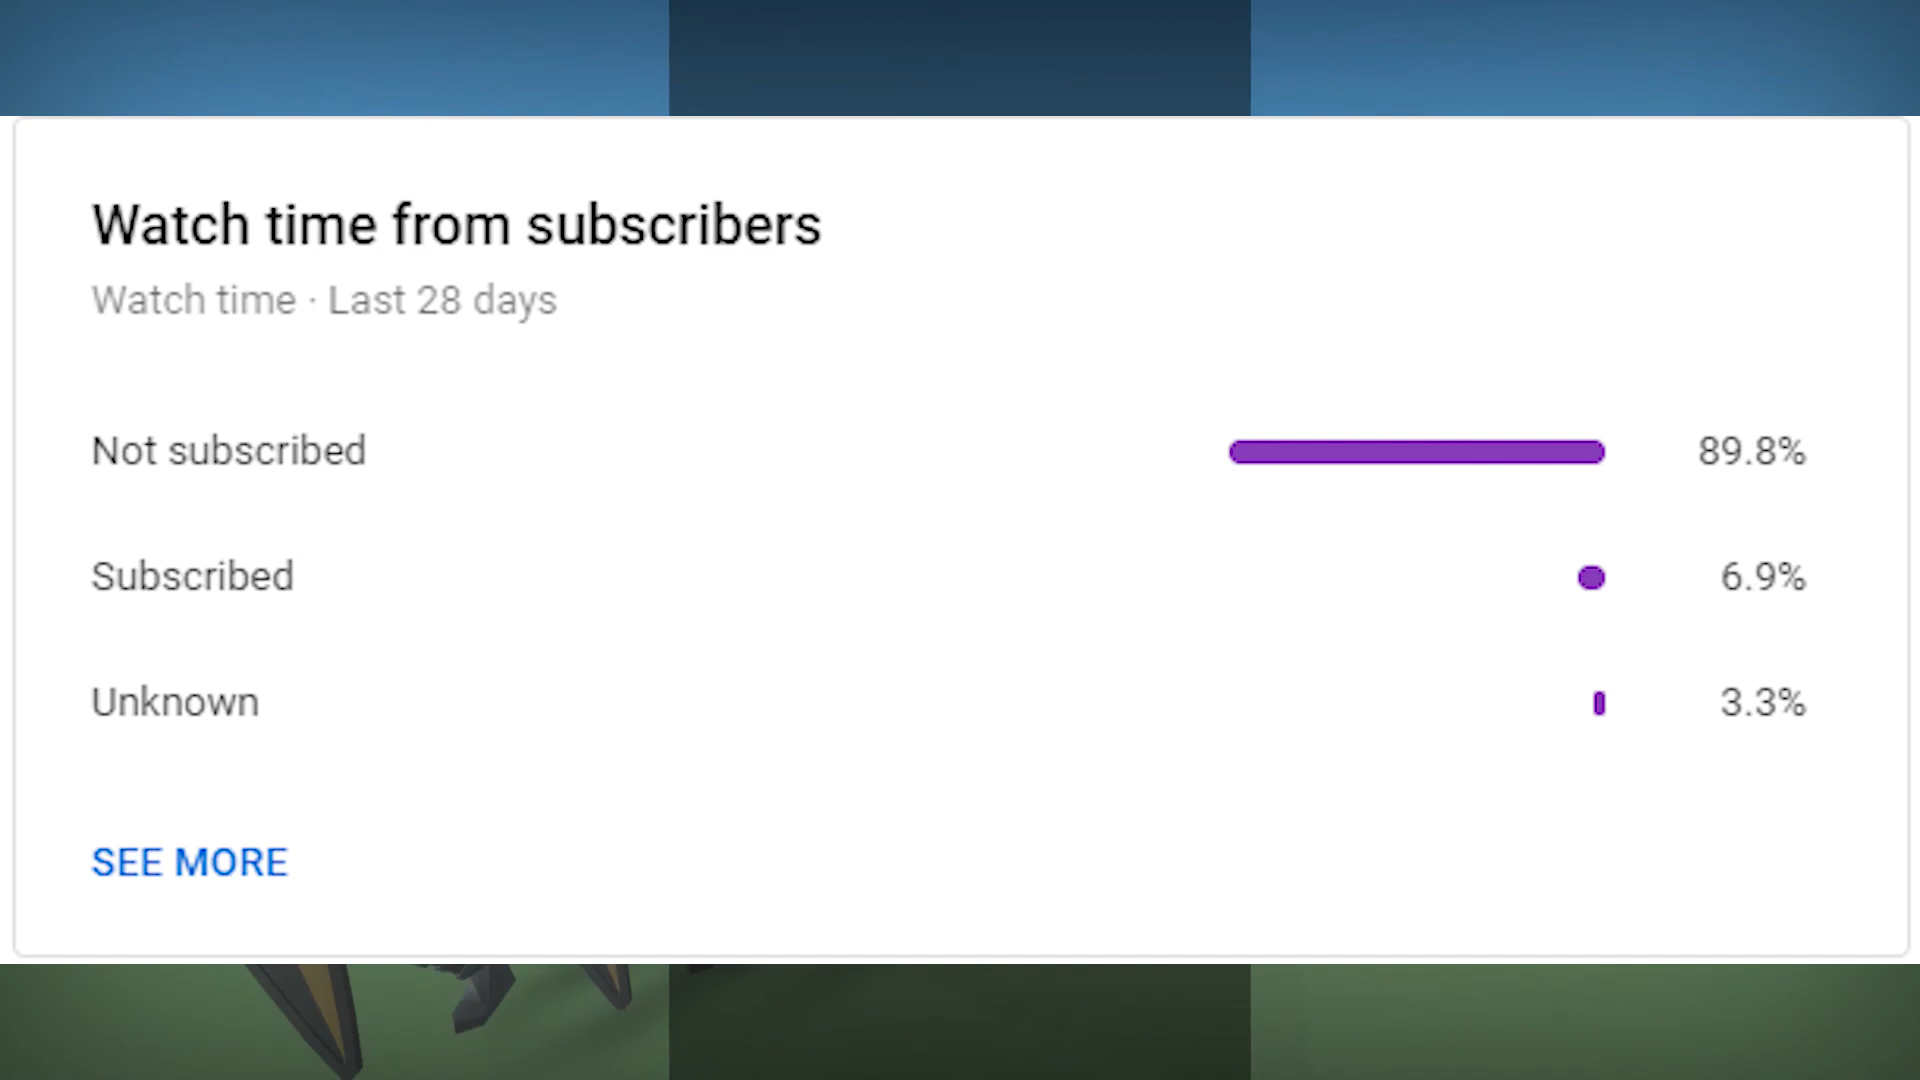 Watch time from subscribers
Watch time · Last 28 days
Not subscribed 89.8%
Subscribed 6.9%
Unknown 3.3%
SEE MORE